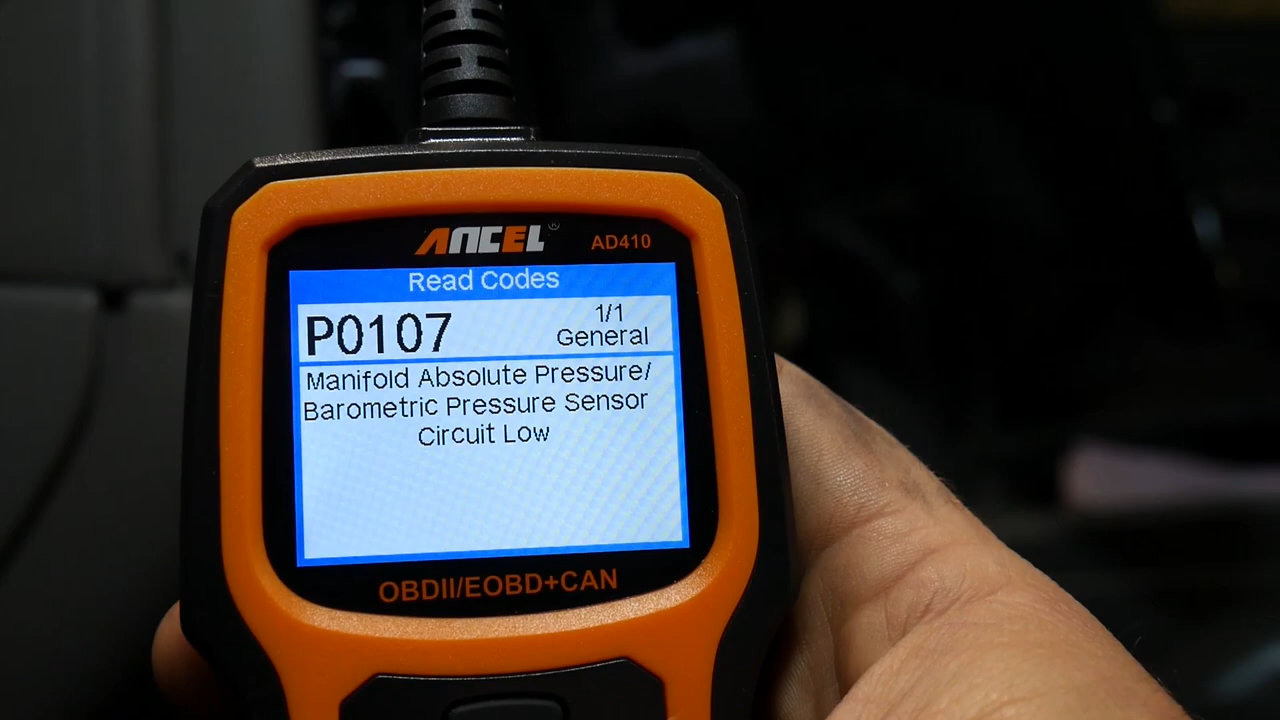 ANCEL®
AD410
Read Codes
P0107
1/1
General
Manifold Absolute Pressure/
Barometric Pressure Sensor
Circuit Low
OBDII/EOBD+CAN